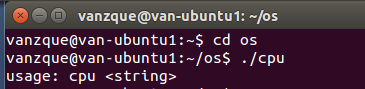 vanzque@van-ubuntu1: ~/os
vanzque@van-ubuntu1:~$ cd os
vanzque@van-ubuntu1:~/os$ ./cpu
usage: cpu <string>